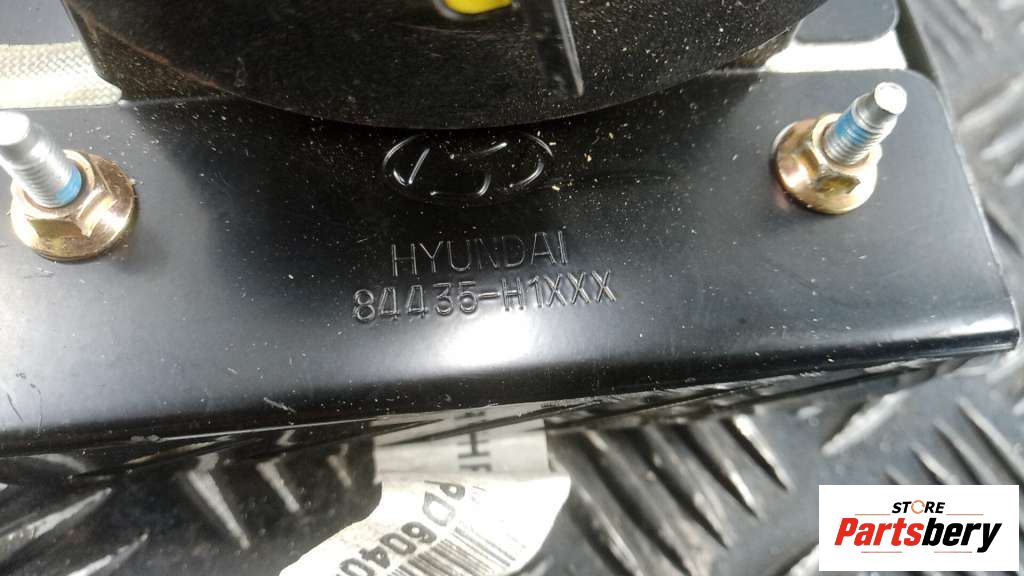 HYUNDAI
84435-H1XXX
STORE
Partsbery